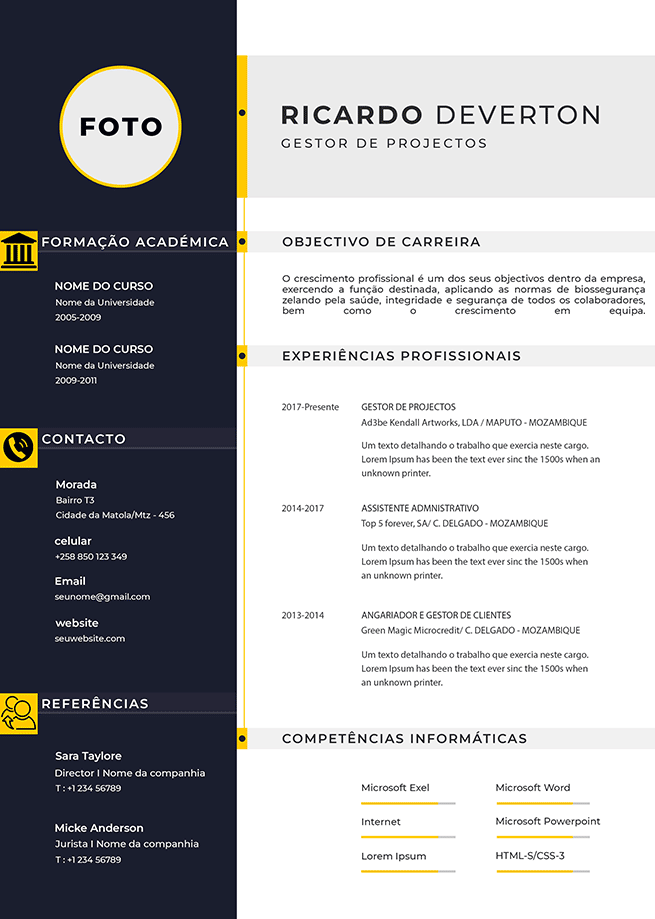 FOTO
RICARDO DEVERTON
GESTOR DE PROJECTOS
FORMAÇÃO ACADÉMICA
NOME DO CURSO
Nome da Universidade
2005-2009
NOME DO CURSO
Nome da Universidade
2009-2011
CONTACTO
Morada
Bairro T3
Cidade da Matola/Mtz - 456
celular
+258 850 123 349
Email
seunome@gmail.com
website
seuwebsite.com
REFERÊNCIAS
Sara Taylore
Director I Nome da companhia
T : +1 234 56789
Micke Anderson
Jurista I Nome da companhia
T : +1 234 56789
OBJECTIVO DE CARREIRA
O crescimento profissional é um dos seus objectivos dentro da empresa,
exercendo a função destinada, aplicando as normas de biossegurança
zelando pela saúde, integridade e segurança de todos os colaboradores,
bem como o crescimento em equipa.
EXPERIÊNCIAS PROFISSIONAIS
2017-Presente GESTOR DE PROJECTOS
Ad3be Kendall Artworks, LDA / MAPUTO - MOZAMBIQUE
Um texto detalhando o trabalho que exercia neste cargo.
Lorem Ipsum has been the text ever sinc the 1500s when an
unknown printer.
2014-2017 ASSISTENTE ADMNISTRATIVO
Top 5 forever, SA/ C. DELGADO - MOZAMBIQUE
Um texto detalhando o trabalho que exercia neste cargo.
Lorem Ipsum has been the text ever sinc the 1500s when
an unknown printer.
2013-2014 ANGARIADOR E GESTOR DE CLIENTES
Green Magic Microcredit/ C. DELGADO - MOZAMBIQUE
Um texto detalhando o trabalho que exercia neste cargo.
Lorem Ipsum has been the text ever sinc the 1500s when
an unknown printer.
COMPETÊNCIAS INFORMÁTICAS
Microsoft Exel Microsoft Word
Internet Microsoft Powerpoint
Lorem Ipsum HTML-S/CSS-3